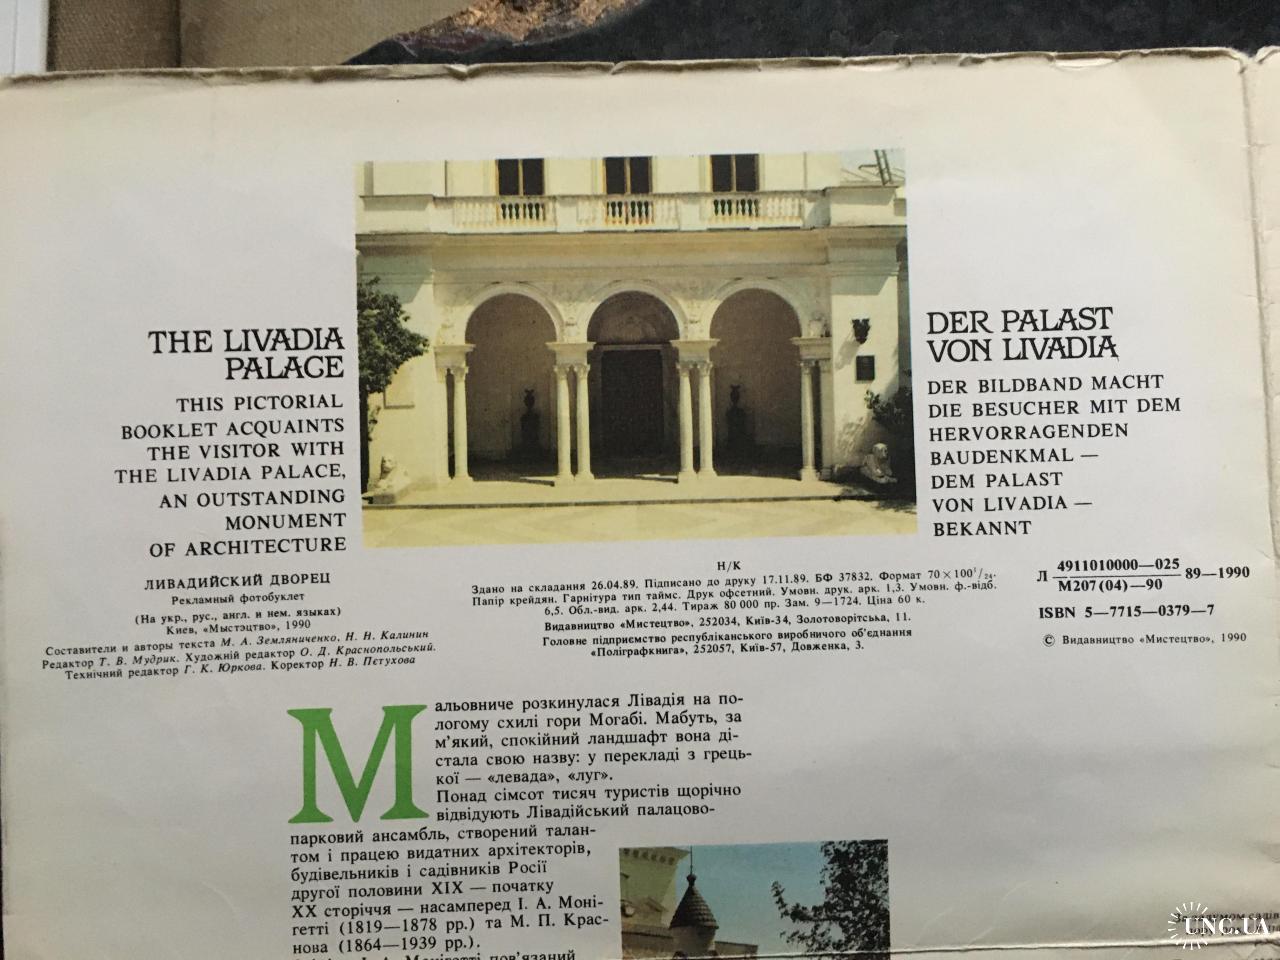 THE LIVADIA
PALACE
THIS PICTORIAL
BOOKLET ACQUAINTS
THE VISITOR WITH
THE LIVADIA PALACE,
AN OUTSTANDING
MONUMENT
OF ARCHITECTURE
DER PALAST
VON LIVADIA
DER BILDBAND MACHT
DIE BESUCHER MIT DEM
HERVORRAGENDEN
BAUDENKMAL —
DEM PALAST
VON LIVADIA —
BEKANNT
ЛИВАДИЙСКИЙ ДВОРЕЦ
Рекламный фотобуклет
(На укр., рус., англ. и нем. языках)
Киев, «Мыстэцтво», 1990
Составители и авторы текста М. А. Земляниченко, Н. Н. Калинин
Редактор Т. В. Мудрик. Художній редактор О. Д. Краснопольський.
Технічний редактор Г. К. Юркова. Коректор Н. В. Пєтухова
Н/К
Здано на складання 26.04.89. Підписано до друку 17.11.89. БФ 37832. Формат 70×100¹/₂₄.
Папір крейдян. Гарнітура тип таймс. Друк офсетний. Умовн. друк. арк. 1,3. Умовн. ф.-відб.
6,5. Обл.-вид. арк. 2,44. Тираж 80 000 пр. Зам. 9—1724. Ціна 60 к.
Видавництво «Мистецтво», 252034, Київ-34, Золотоворітська, 11.
Головне підприємство республіканського виробничого об'єднання
«Поліграфкнига», 252057, Київ-57, Довженка, 3.
Л 4911010000—025 89—1990
М207(04)—90
ISBN 5—7715—0379—7
© Видавництво «Мистецтво», 1990
Мальовниче розкинулася Лівадія на по-
логому схилі гори Могабі. Мабуть, за
м'який, спокійний ландшафт вона ді-
стала свою назву: у перекладі з грець-
кої — «левада», «луг».
Понад сімсот тисяч туристів щорічно
відвідують Лівадійський палацово-
парковий ансамбль, створений талан-
том і працею видатних архітекторів,
будівельників і садівників Росії
другої половини XIX — початку
XX сторіччя — насамперед І. А. Моні-
гетті (1819—1878 рр.) та М. П. Крас-
нова (1864—1939 рр.).
І. А. Монігетті пов'язаний
За задумом садів
UNC.UA